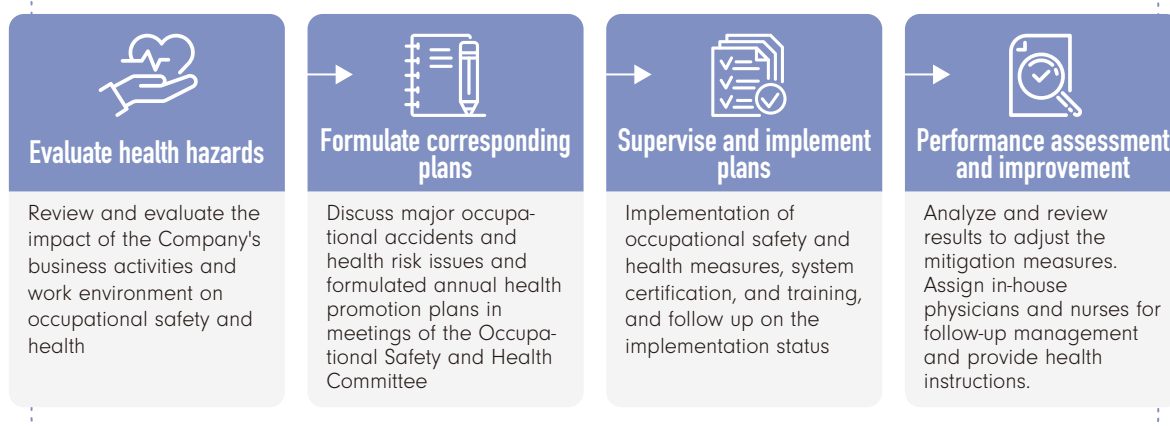 Evaluate health hazards
Review and evaluate the
impact of the Company's
business activities and
work environment on
occupational safety and
health
Formulate corresponding
plans
Discuss major occupa-
tional accidents and
health risk issues and
formulated annual health
promotion plans in
meetings of the Occupa-
tional Safety and Health
Committee
Supervise and implement
plans
Implementation of
occupational safety and
health measures, system
certification, and training,
and follow up on the
implementation status
Performance assessment
and improvement
Analyze and review
results to adjust the
mitigation measures.
Assign in-house
physicians and nurses for
follow-up management
and provide health
instructions.